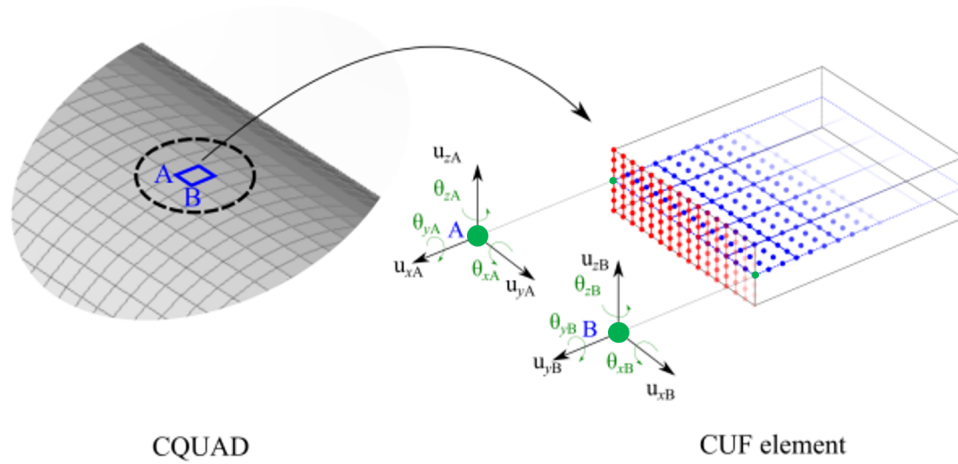 A
B
u_zA
θ_zA
θ_yA
A
u_xA
θ_xA
u_yA
u_zB
θ_zB
θ_yB
B
u_yB
θ_xB
u_xB
CQUAD
CUF element